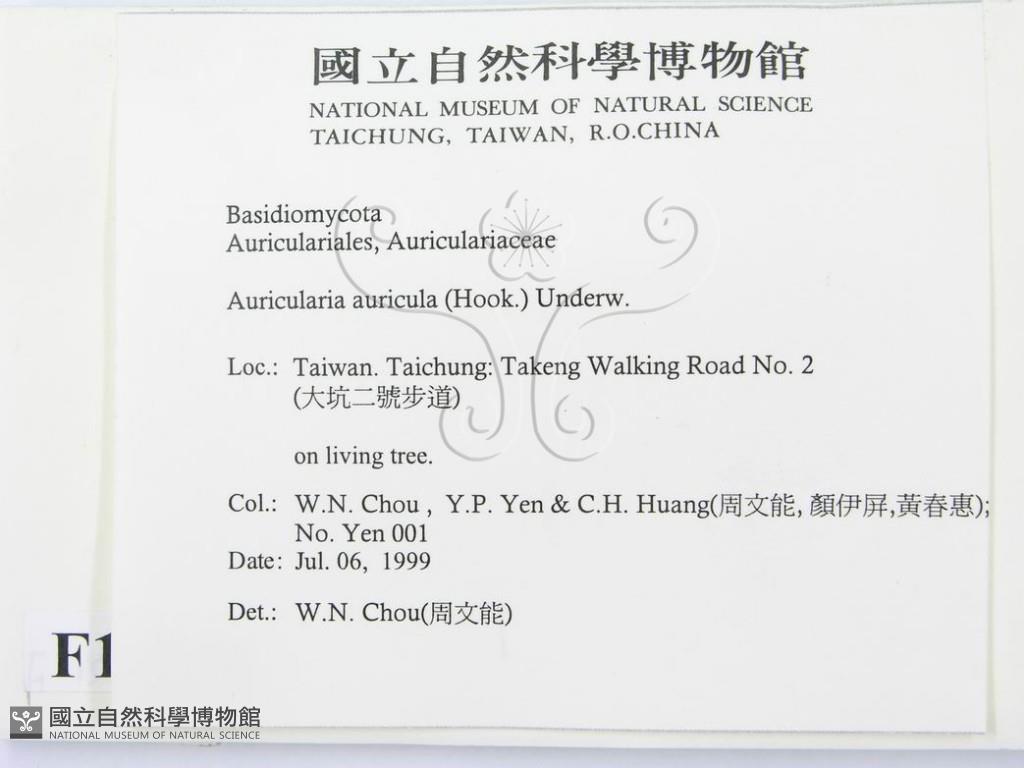 國立自然科學博物館
NATIONAL MUSEUM OF NATURAL SCIENCE
TAICHUNG, TAIWAN, R.O.CHINA
Basidiomycota
Auriculariales, Auriculariaceae
Auricularia auricula (Hook.) Underw.
Loc.: Taiwan. Taichung: Takeng Walking Road No. 2
(大坑二號步道)
on living tree.
Col.: W.N. Chou , Y.P. Yen & C.H. Huang(周文能, 顏伊屏,黃春惠);
No. Yen 001
Date: Jul. 06, 1999
Det.: W.N. Chou(周文能)
F1
國立自然科學博物館
NATIONAL MUSEUM OF NATURAL SCIENCE